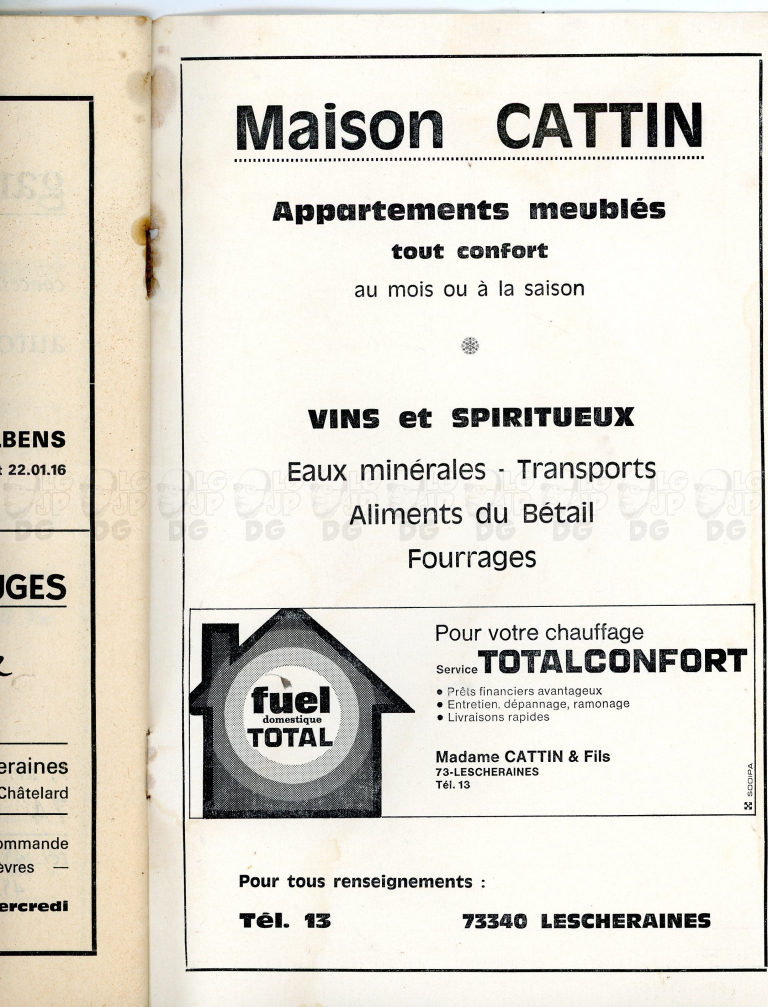 BENS
22.01.16
UGES
eraines
Châtelard
ommande
èvres —
ercredi
Maison CATTIN
Appartements meublés
tout confort
au mois ou à la saison
VINS et SPIRITUEUX
Eaux minérales - Transports
Aliments du Bétail
Fourrages
fuel
domestique
TOTAL
Pour votre chauffage
Service TOTALCONFORT
• Prêts financiers avantageux
• Entretien, dépannage, ramonage
• Livraisons rapides
Madame CATTIN & Fils
73-LESCHERAINES
Tél. 13
SODIPA
Pour tous renseignements :
Tél. 13 73340 LESCHERAINES